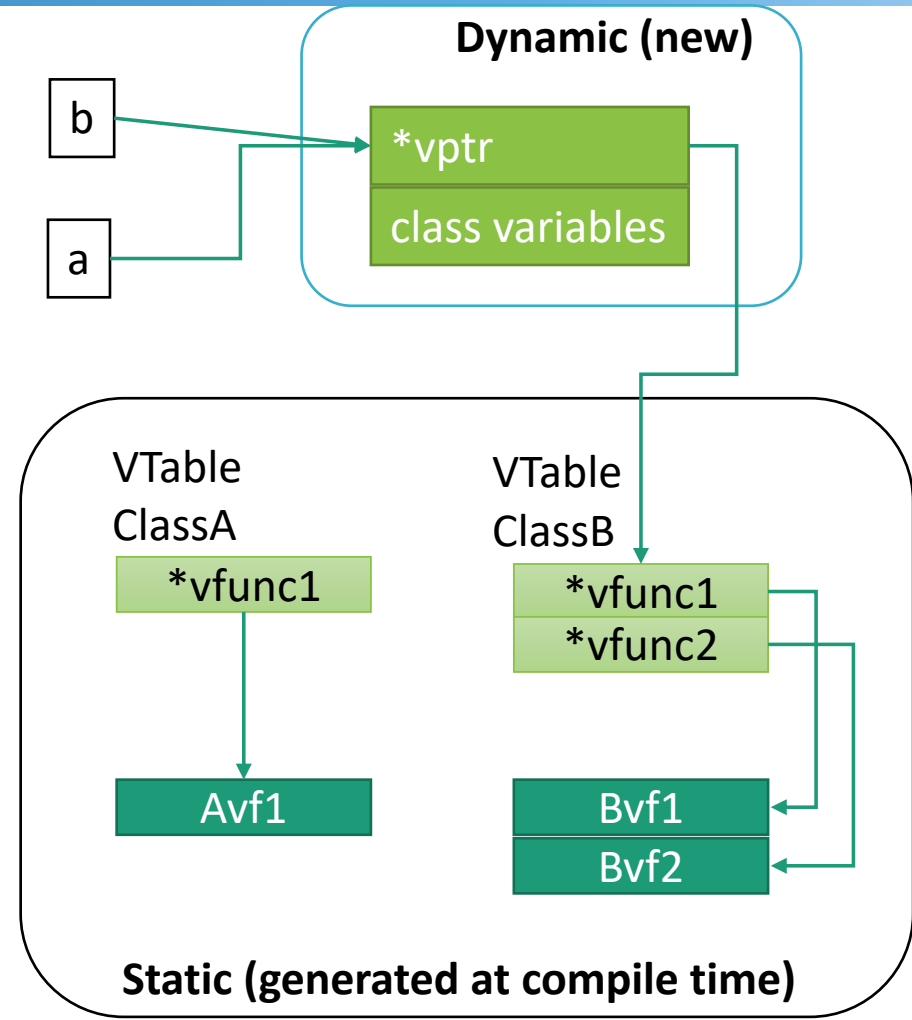 Dynamic (new)
b
*vptr
class variables
a
VTable
ClassA
*vfunc1
VTable
ClassB
*vfunc1
*vfunc2
Avf1
Bvf1
Bvf2
Static (generated at compile time)